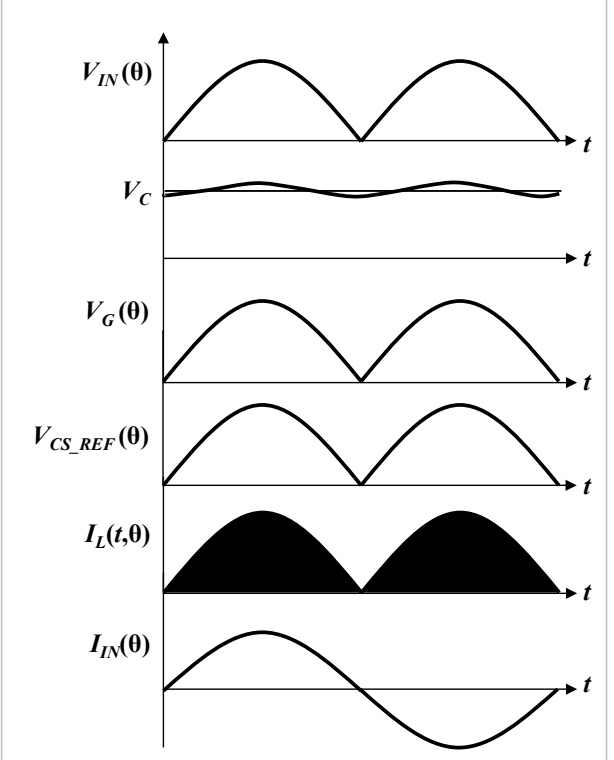 V_IN(θ)
t
V_C
t
V_G(θ)
t
V_CS_REF(θ)
t
I_L(t,θ)
t
I_IN(θ)
t